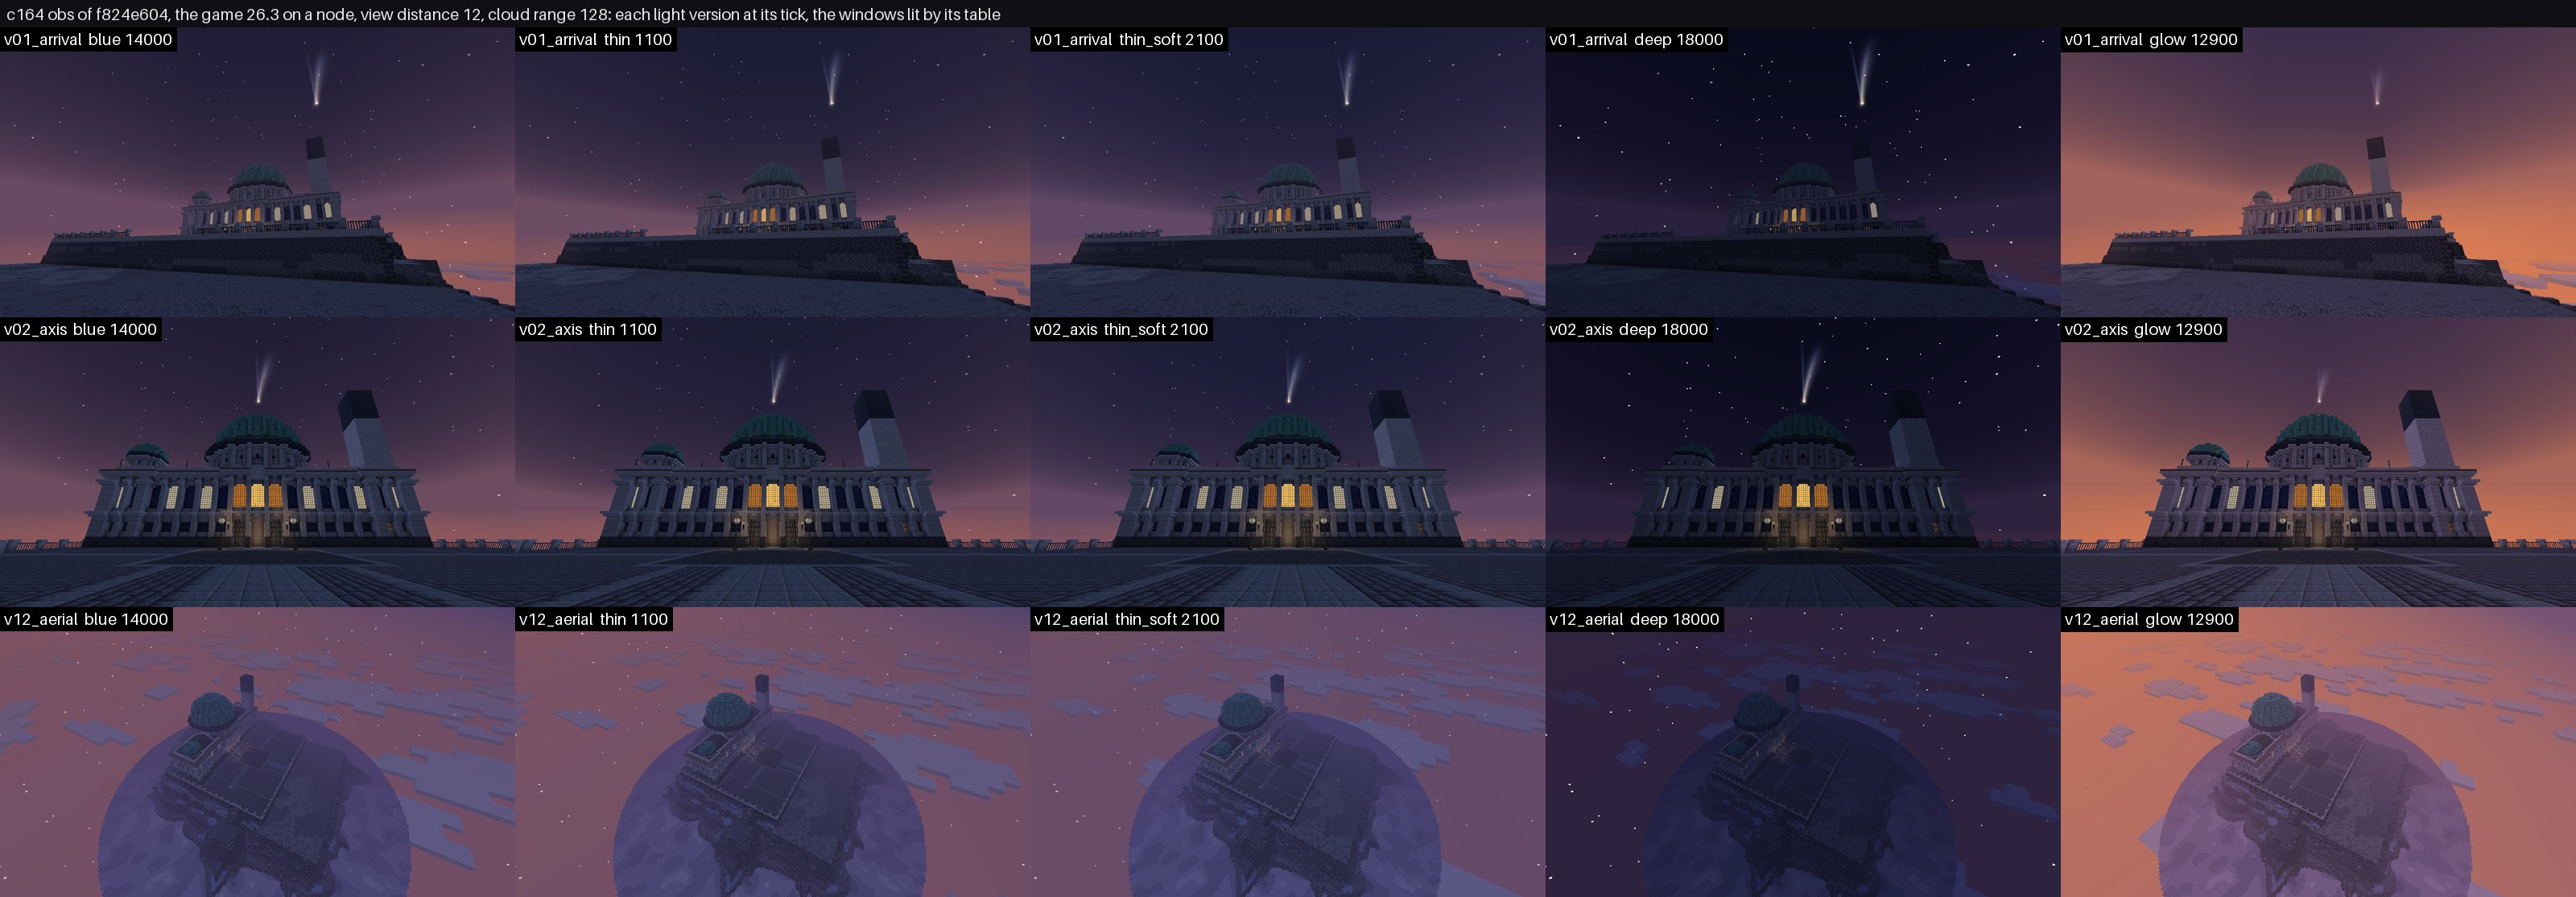 c164 obs of f824e604, the game 26.3 on a node, view distance 12, cloud range 128: each light version at its tick, the windows lit by its table
v01_arrival blue 14000
v01_arrival thin 1100
v01_arrival thin_soft 2100
v01_arrival deep 18000
v01_arrival glow 12900
v02_axis blue 14000
v02_axis thin 1100
v02_axis thin_soft 2100
v02_axis deep 18000
v02_axis glow 12900
v12_aerial blue 14000
v12_aerial thin 1100
v12_aerial thin_soft 2100
v12_aerial deep 18000
v12_aerial glow 12900